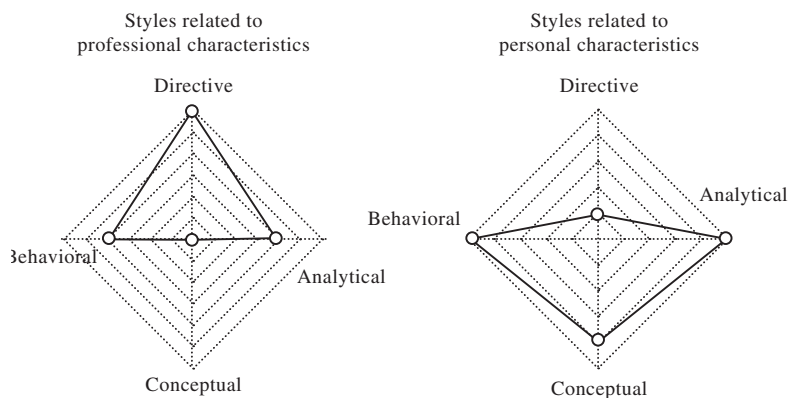 Styles related to
professional characteristics
Directive
Behavioral
Analytical
Conceptual
Styles related to
personal characteristics
Directive
Behavioral
Analytical
Conceptual